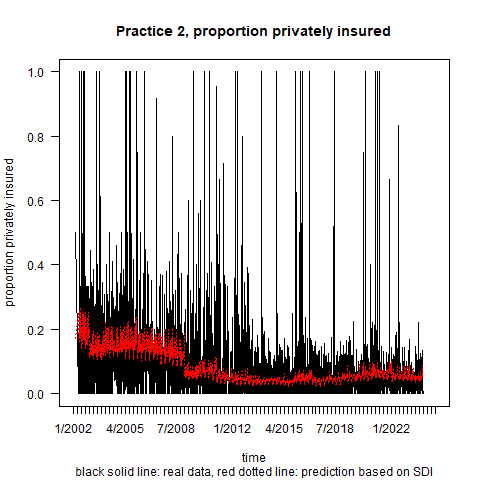 Practice 2, proportion privately insured
proportion privately insured
1.0
0.8
0.6
0.4
0.2
0.0
1/2002 4/2005 7/2008 1/2012 4/2015 7/2018 1/2022
time
black solid line: real data, red dotted line: prediction based on SDI